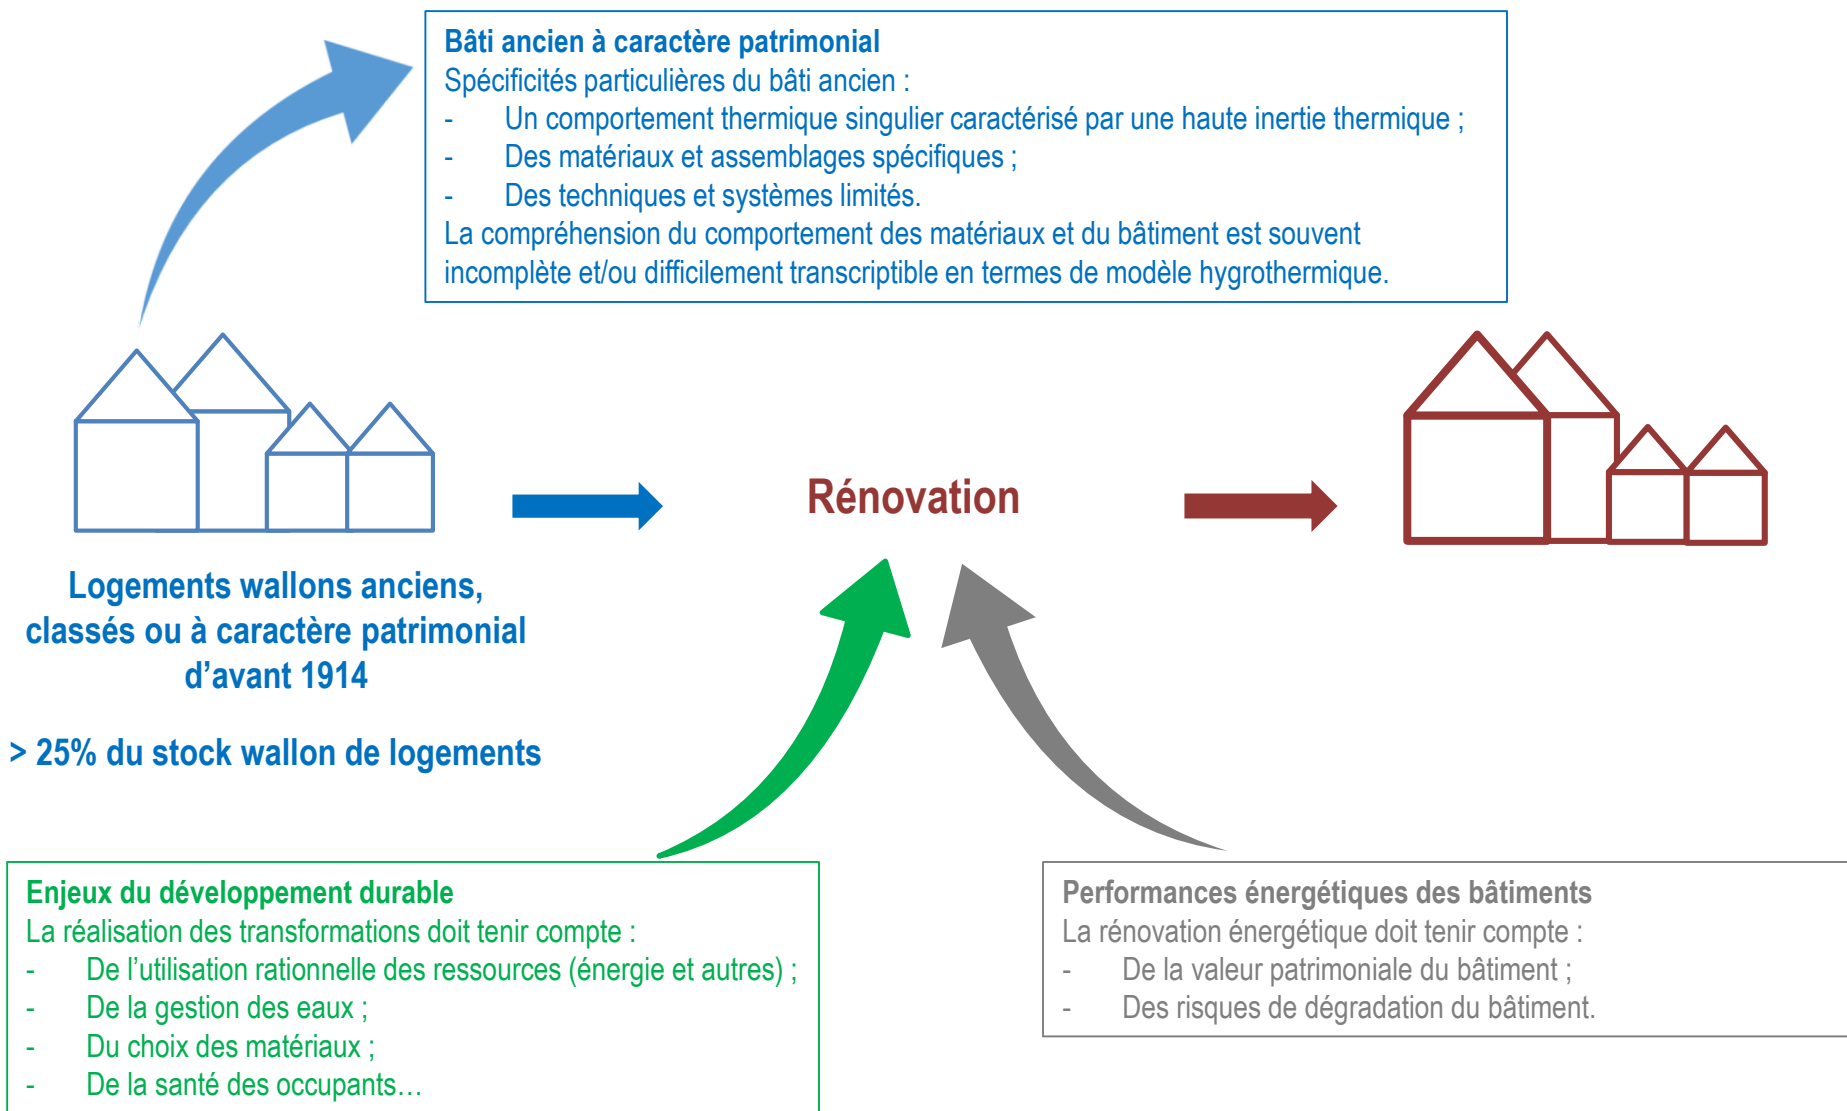 Bâti ancien à caractère patrimonial
Spécificités particulières du bâti ancien :
- Un comportement thermique singulier caractérisé par une haute inertie thermique ;
- Des matériaux et assemblages spécifiques ;
- Des techniques et systèmes limités.
La compréhension du comportement des matériaux et du bâtiment est souvent
incomplète et/ou difficilement transcriptible en termes de modèle hygrothermique.
Rénovation
Logements wallons anciens,
classés ou à caractère patrimonial
d’avant 1914
> 25% du stock wallon de logements
Enjeux du développement durable
La réalisation des transformations doit tenir compte :
- De l’utilisation rationnelle des ressources (énergie et autres) ;
- De la gestion des eaux ;
- Du choix des matériaux ;
- De la santé des occupants…
Performances énergétiques des bâtiments
La rénovation énergétique doit tenir compte :
- De la valeur patrimoniale du bâtiment ;
- Des risques de dégradation du bâtiment.